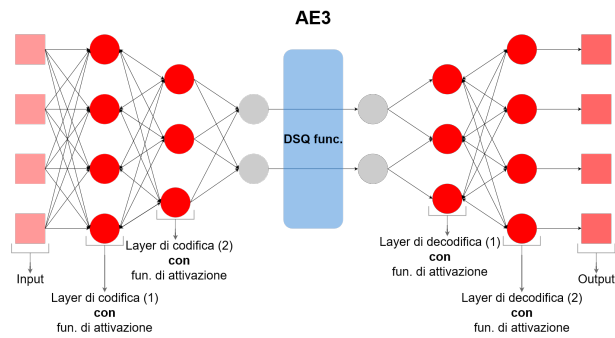 AE3
DSQ func.
Layer di codifica (2)
con
fun. di attivazione
Layer di decodifica (1)
con
fun. di attivazione
Input
Output
Layer di codifica (1)
con
fun. di attivazione
Layer di decodifica (2)
con
fun. di attivazione